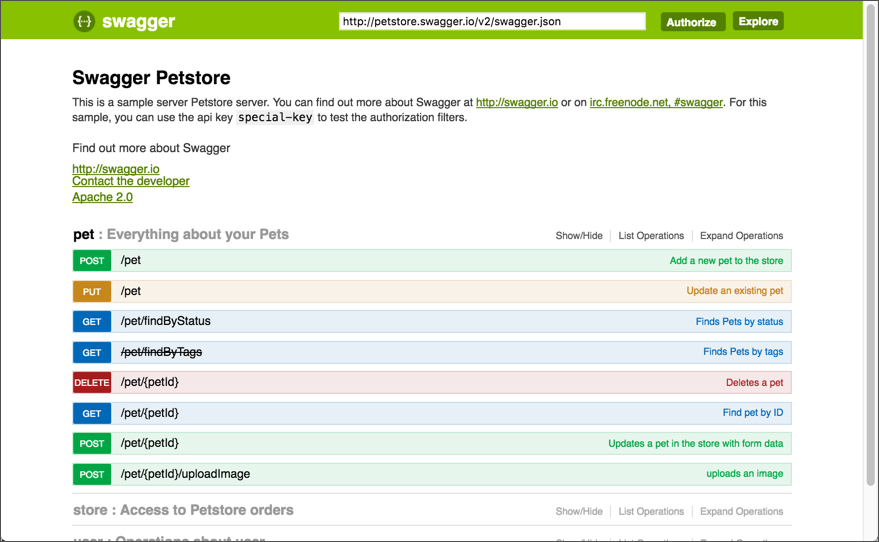 swagger http://petstore.swagger.io/v2/swagger.json Authorize Explore
Swagger Petstore
This is a sample server Petstore server. You can find out more about Swagger at http://swagger.io or on irc.freenode.net, #swagger. For this
sample, you can use the api key special-key to test the authorization filters.
Find out more about Swagger
http://swagger.io
Contact the developer
Apache 2.0
pet : Everything about your Pets Show/Hide List Operations Expand Operations
POST /pet Add a new pet to the store
PUT /pet Update an existing pet
GET /pet/findByStatus Finds Pets by status
GET /pet/findByTags Finds Pets by tags
DELETE /pet/{petId} Deletes a pet
GET /pet/{petId} Find pet by ID
POST /pet/{petId} Updates a pet in the store with form data
POST /pet/{petId}/uploadImage uploads an image
store : Access to Petstore orders Show/Hide List Operations Expand Operations
user : Operations about user